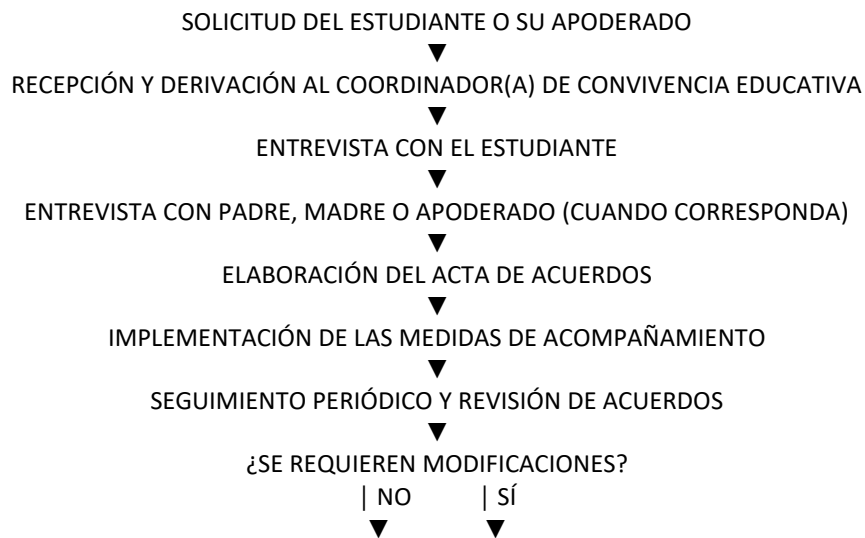 SOLICITUD DEL ESTUDIANTE O SU APODERADO
▼
RECEPCIÓN Y DERIVACIÓN AL COORDINADOR(A) DE CONVIVENCIA EDUCATIVA
▼
ENTREVISTA CON EL ESTUDIANTE
▼
ENTREVISTA CON PADRE, MADRE O APODERADO (CUANDO CORRESPONDA)
▼
ELABORACIÓN DEL ACTA DE ACUERDOS
▼
IMPLEMENTACIÓN DE LAS MEDIDAS DE ACOMPAÑAMIENTO
▼
SEGUIMIENTO PERIÓDICO Y REVISIÓN DE ACUERDOS
▼
¿SE REQUIEREN MODIFICACIONES?
| NO | SÍ
▼ ▼